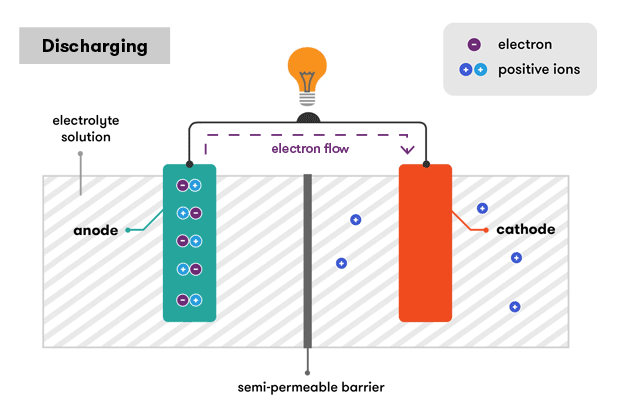 Discharging
electron
positive ions
electrolyte
solution
electron flow
anode
cathode
semi-permeable barrier